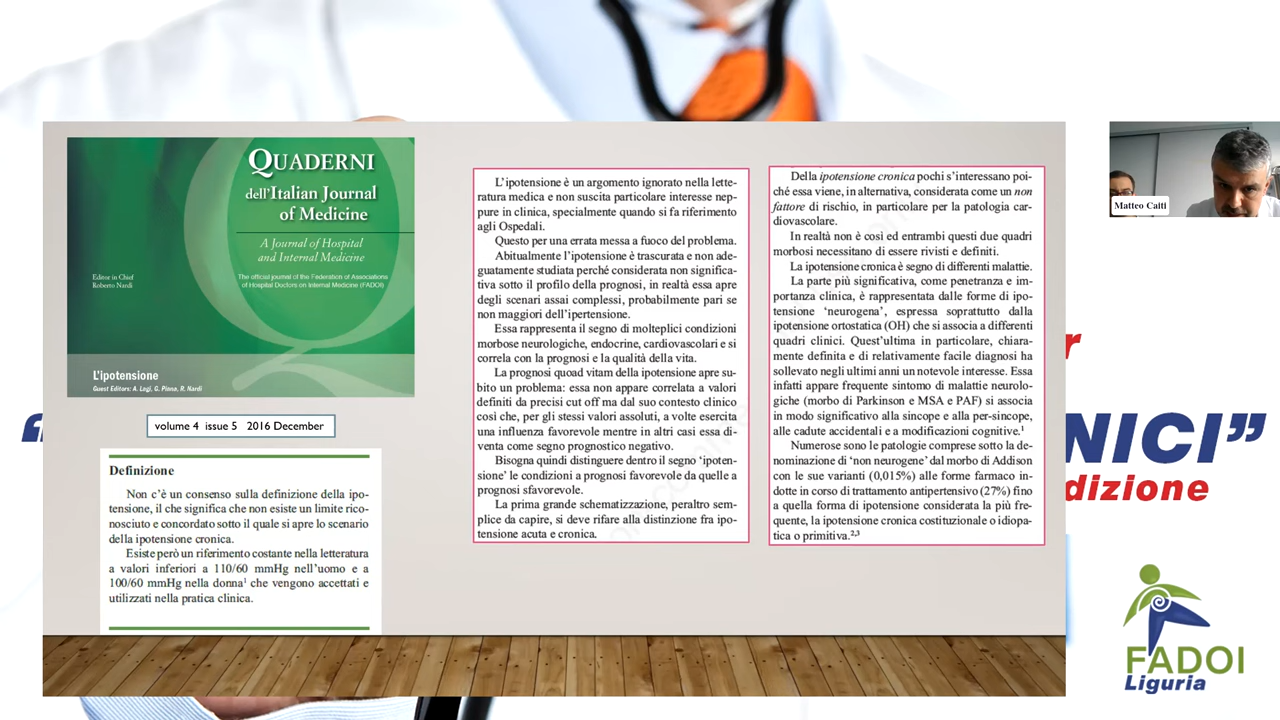 QUADERNI
dell'Italian Journal
of Medicine
A Journal of Hospital
and Internal Medicine
The official journal of the Federation of Associations
of Hospital Doctors on Internal Medicine (FADOI)
Editor in Chief
Roberto Nardi
L'ipotensione
Guest Editors: A. Lagi, G. Pinna, R. Nardi
volume 4 issue 5 2016 December
Definizione
Non c'è un consenso sulla definizione della ipo-
tensione, il che significa che non esiste un limite rico-
nosciuto e concordato sotto il quale si apre lo scenario
della ipotensione cronica.
Esiste però un riferimento costante nella letteratura
a valori inferiori a 110/60 mmHg nell'uomo e a
100/60 mmHg nella donna¹ che vengono accettati e
utilizzati nella pratica clinica.
L'ipotensione è un argomento ignorato nella lette-
ratura medica e non suscita particolare interesse nep-
pure in clinica, specialmente quando si fa riferimento
agli Ospedali.
Questo per una errata messa a fuoco del problema.
Abitualmente l'ipotensione è trascurata e non ade-
guatamente studiata perché considerata non significa-
tiva sotto il profilo della prognosi, in realtà essa apre
degli scenari assai complessi, probabilmente pari se
non maggiori dell'ipertensione.
Essa rappresenta il segno di molteplici condizioni
morbose neurologiche, endocrine, cardiovascolari e si
correla con la prognosi e la qualità della vita.
La prognosi quoad vitam della ipotensione apre su-
bito un problema: essa non appare correlata a valori
definiti da precisi cut off ma dal suo contesto clinico
così che, per gli stessi valori assoluti, a volte esercita
una influenza favorevole mentre in altri casi essa di-
venta come segno prognostico negativo.
Bisogna quindi distinguere dentro il segno 'ipoten-
sione' le condizioni a prognosi favorevole da quelle a
prognosi sfavorevole.
La prima grande schematizzazione, peraltro sem-
plice da capire, si deve rifare alla distinzione fra ipo-
tensione acuta e cronica.
Della ipotensione cronica pochi s'interessano poi-
ché essa viene, in alternativa, considerata come un non
fattore di rischio, in particolare per la patologia car-
diovascolare.
In realtà non è così ed entrambi questi due quadri
morbosi necessitano di essere rivisti e definiti.
La ipotensione cronica è segno di differenti malattie.
La parte più significativa, come penetranza e im-
portanza clinica, è rappresentata dalle forme di ipo-
tensione 'neurogena', espressa soprattutto dalla
ipotensione ortostatica (OH) che si associa a differenti
quadri clinici. Quest'ultima in particolare, chiara-
mente definita e di relativamente facile diagnosi ha
sollevato negli ultimi anni un notevole interesse. Essa
infatti appare frequente sintomo di malattie neurolo-
giche (morbo di Parkinson e MSA e PAF) si associa
in modo significativo alla sincope e alla per-sincope,
alle cadute accidentali e a modificazioni cognitive.¹
Numerose sono le patologie comprese sotto la de-
nominazione di 'non neurogene' dal morbo di Addison
con le sue varianti (0,015%) alle forme farmaco in-
dotte in corso di trattamento antipertensivo (27%) fino
a quella forma di ipotensione considerata la più fre-
quente, la ipotensione cronica costituzionale o idiopa-
tica o primitiva.²,³
Matteo Caiti
r
NICI”
dizione
FADOI
Liguria